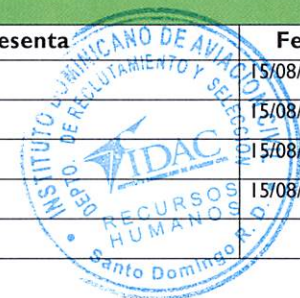 esenta Fe
15/08/
15/08/
15/08/
15/08/
INSTITUTO DOMINICANO DE AVIACION CIVIL
DEPTO. DE RECLUTAMIENTO Y SELECCIÓN
IDAC
RECURSOS
HUMANOS
Santo Domingo R. D.